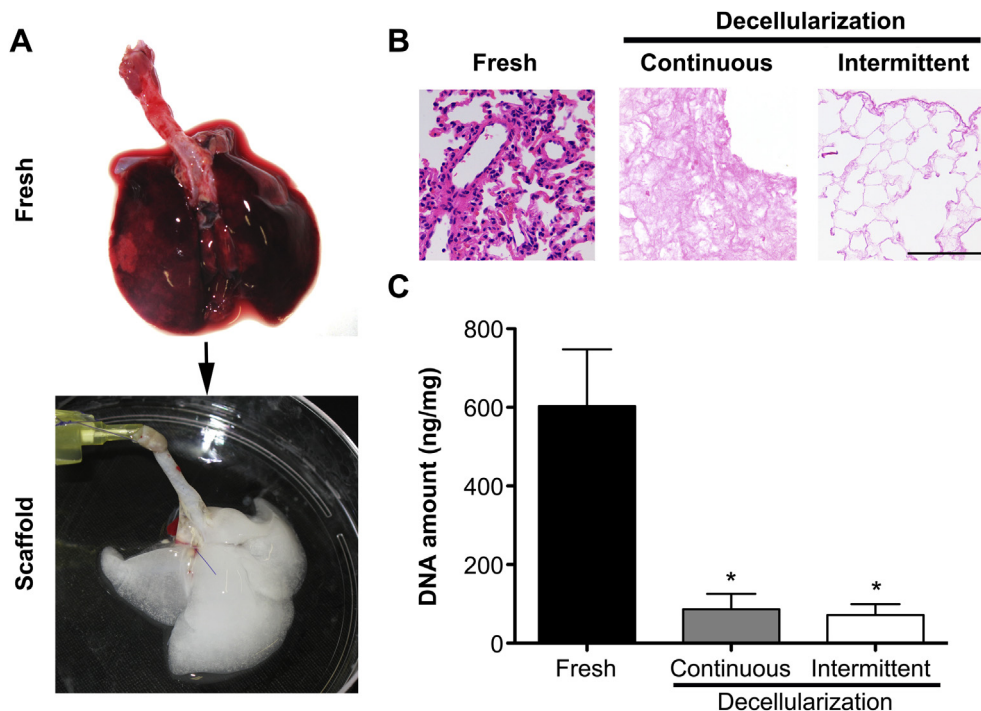 A
Fresh
Scaffold
B
Decellularization
Fresh
Continuous
Intermittent
C
DNA amount (ng/mg)
800
600
400
200
0
*
*
Fresh
Continuous
Intermittent
Decellularization